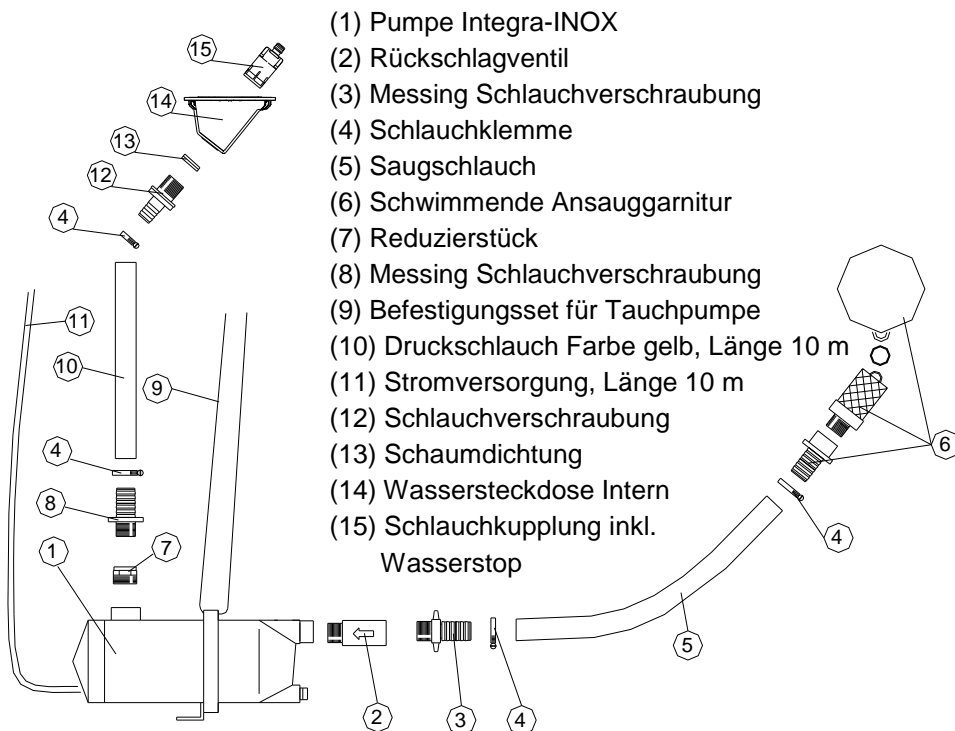 (1) Pumpe Integra-INOX
(2) Rückschlagventil
(3) Messing Schlauchverschraubung
(4) Schlauchklemme
(5) Saugschlauch
(6) Schwimmende Ansauggarnitur
(7) Reduzierstück
(8) Messing Schlauchverschraubung
(9) Befestigungsset für Tauchpumpe
(10) Druckschlauch Farbe gelb, Länge 10 m
(11) Stromversorgung, Länge 10 m
(12) Schlauchverschraubung
(13) Schaumdichtung
(14) Wassersteckdose Intern
(15) Schlauchkupplung inkl.
Wasserstop
15
14
13
12
4
11
10
9
4
8
7
1
6
4
5
2
3
4